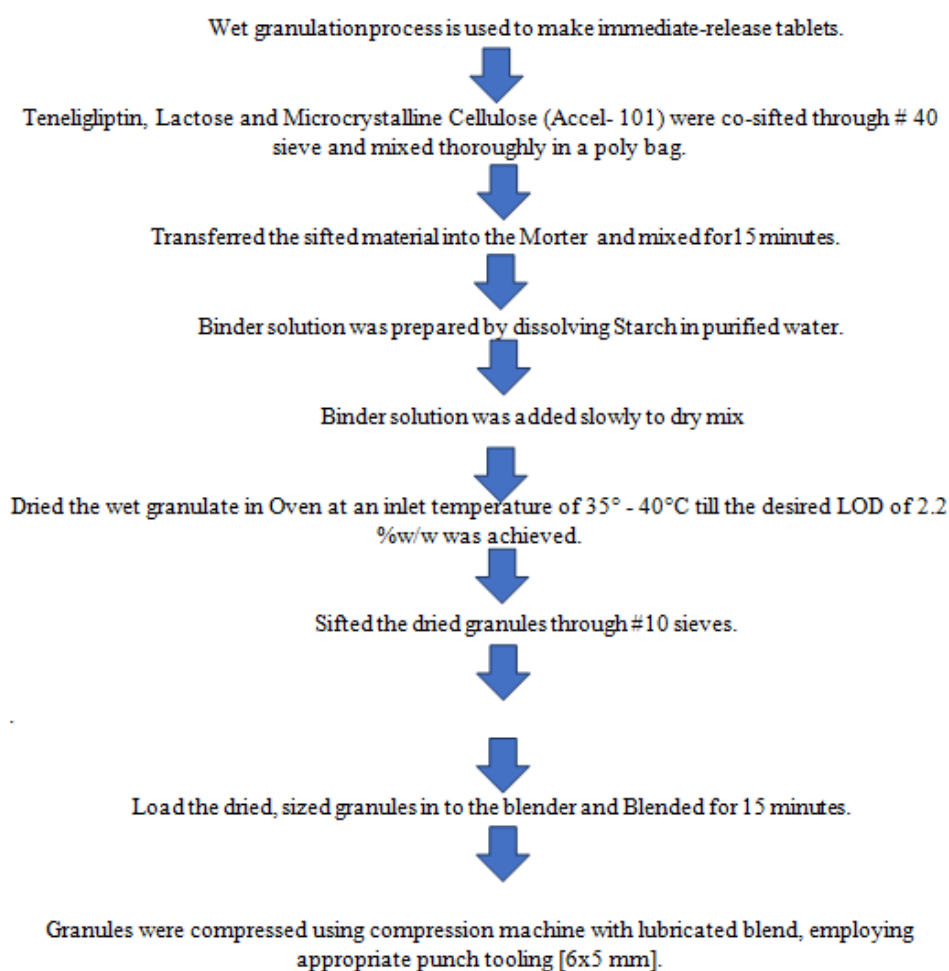 Wet granulation process is used to make immediate-release tablets.
Teneligliptin, Lactose and Microcrystalline Cellulose (Accel- 101) were co-sifted through # 40
sieve and mixed thoroughly in a poly bag.
Transferred the sifted material into the Morter and mixed for 15 minutes.
Binder solution was prepared by dissolving Starch in purified water.
Binder solution was added slowly to dry mix
Dried the wet granulate in Oven at an inlet temperature of 35° - 40°C till the desired LOD of 2.2
%w/w was achieved.
Sifted the dried granules through #10 sieves.
.
Load the dried, sized granules in to the blender and Blended for 15 minutes.
Granules were compressed using compression machine with lubricated blend, employing
appropriate punch tooling [6x5 mm].